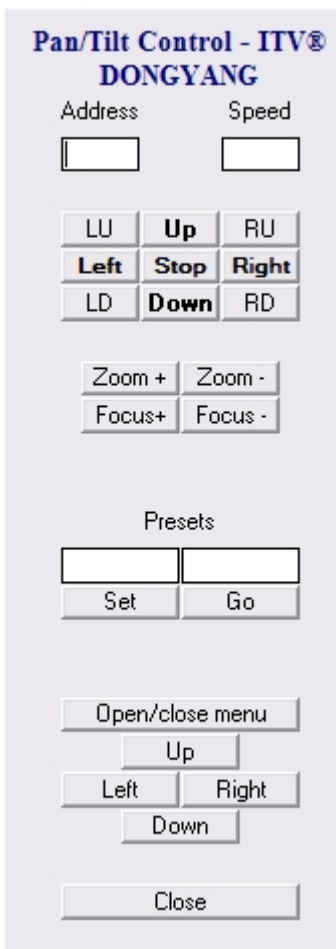 Pan/Tilt Control - ITV®
DONGYANG
Address Speed
LU Up RU
Left Stop Right
LD Down RD
Zoom + Zoom -
Focus+ Focus -
Presets
Set Go
Open/close menu
Up
Left Right
Down
Close